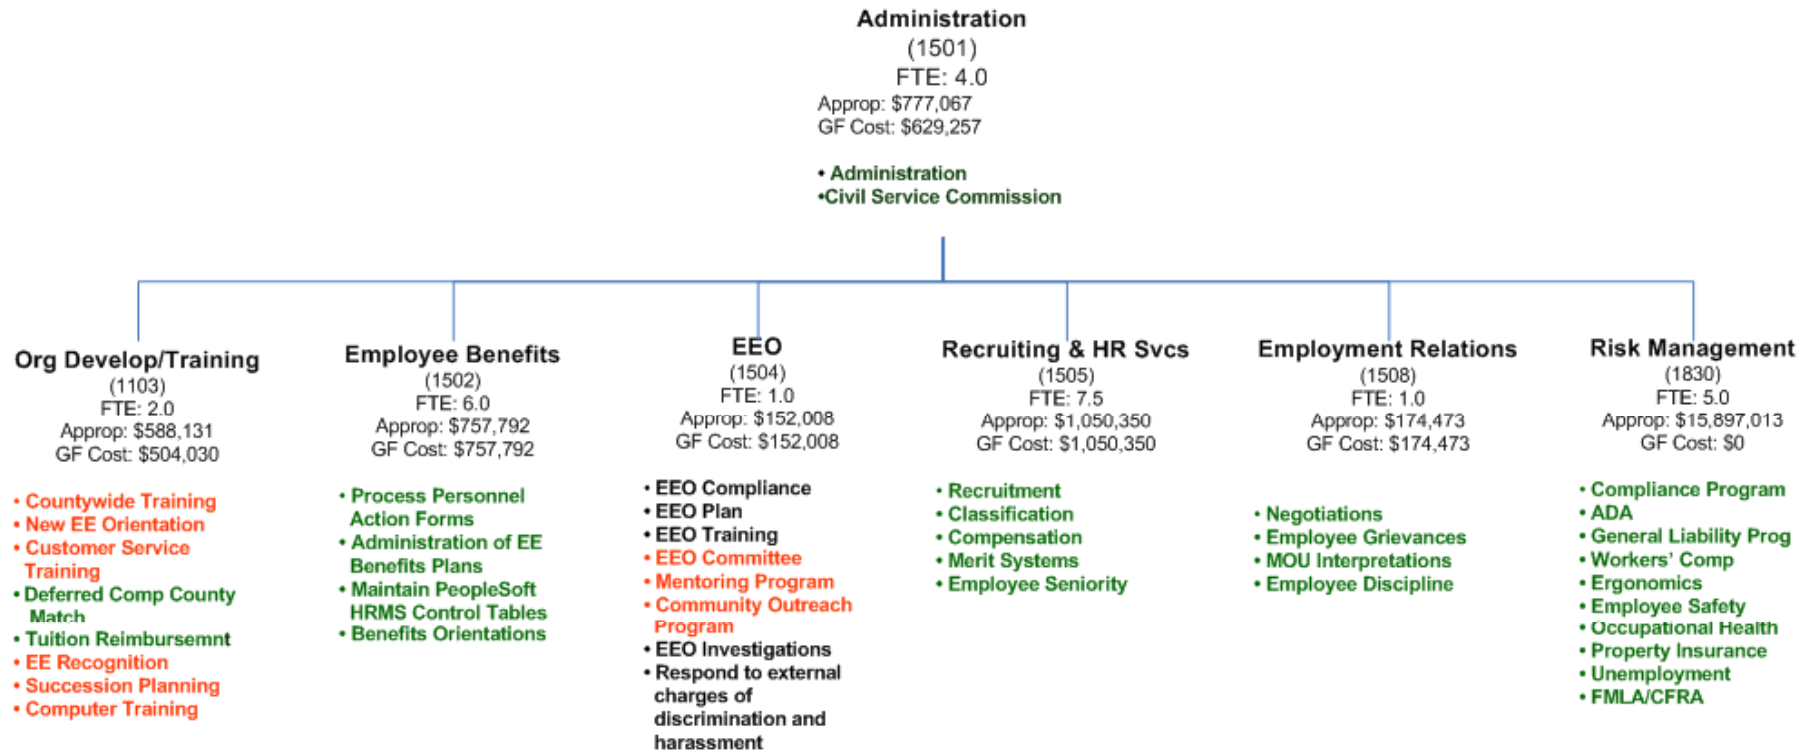 Administration
(1501)
FTE: 4.0
Approp: $777,067
GF Cost: $629,257
• Administration
•Civil Service Commission
Org Develop/Training
(1103)
FTE: 2.0
Approp: $588,131
GF Cost: $504,030
• Countywide Training
• New EE Orientation
• Customer Service
Training
• Deferred Comp County
Match
• Tuition Reimbursemnt
• EE Recognition
• Succession Planning
• Computer Training
Employee Benefits
(1502)
FTE: 6.0
Approp: $757,792
GF Cost: $757,792
• Process Personnel
Action Forms
• Administration of EE
Benefits Plans
• Maintain PeopleSoft
HRMS Control Tables
• Benefits Orientations
EEO
(1504)
FTE: 1.0
Approp: $152,008
GF Cost: $152,008
• EEO Compliance
• EEO Plan
• EEO Training
• EEO Committee
• Mentoring Program
• Community Outreach
Program
• EEO Investigations
• Respond to external
charges of
discrimination and
harassment
Recruiting & HR Svcs
(1505)
FTE: 7.5
Approp: $1,050,350
GF Cost: $1,050,350
• Recruitment
• Classification
• Compensation
• Merit Systems
• Employee Seniority
Employment Relations
(1508)
FTE: 1.0
Approp: $174,473
GF Cost: $174,473
• Negotiations
• Employee Grievances
• MOU Interpretations
• Employee Discipline
Risk Management
(1830)
FTE: 5.0
Approp: $15,897,013
GF Cost: $0
• Compliance Program
• ADA
• General Liability Prog
• Workers' Comp
• Ergonomics
• Employee Safety
• Occupational Health
• Property Insurance
• Unemployment
• FMLA/CFRA